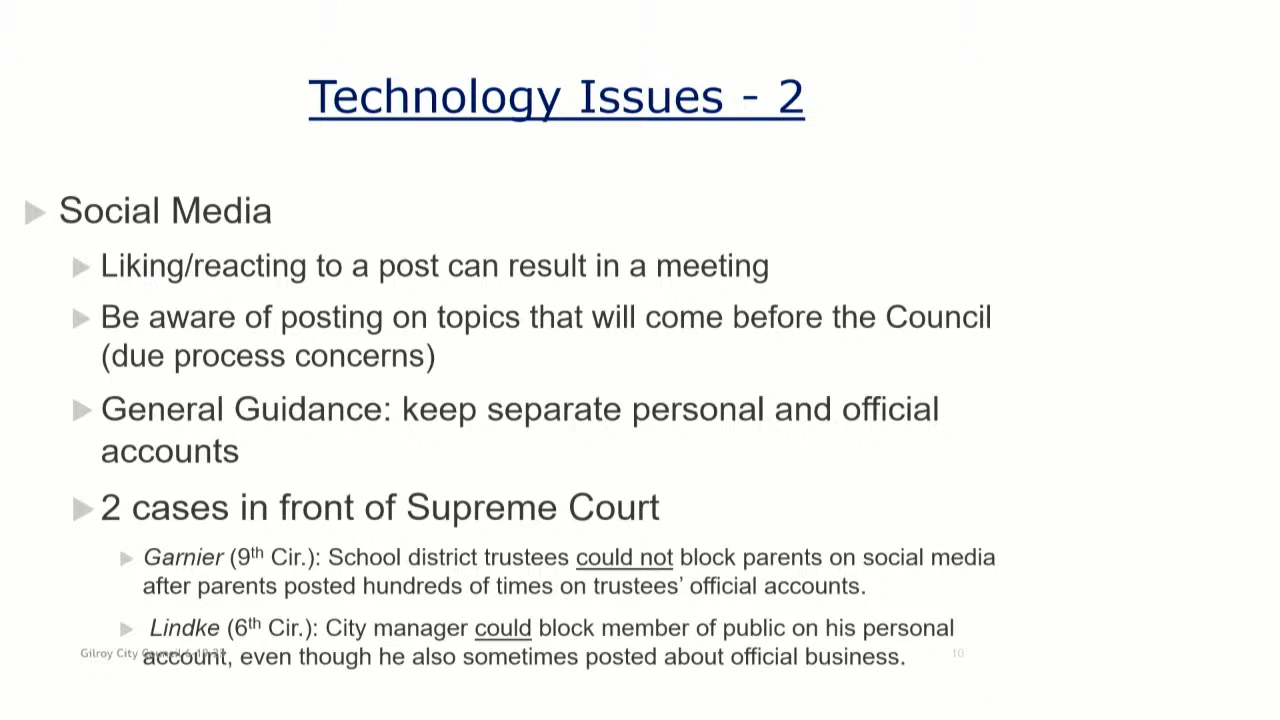 Technology Issues - 2
Social Media
Liking/reacting to a post can result in a meeting
Be aware of posting on topics that will come before the Council
(due process concerns)
General Guidance: keep separate personal and official
accounts
2 cases in front of Supreme Court
Garnier (9th Cir.): School district trustees could not block parents on social media
after parents posted hundreds of times on trustees' official accounts.
Lindke (6th Cir.): City manager could block member of public on his personal
account, even though he also sometimes posted about official business.
Gilroy City
10